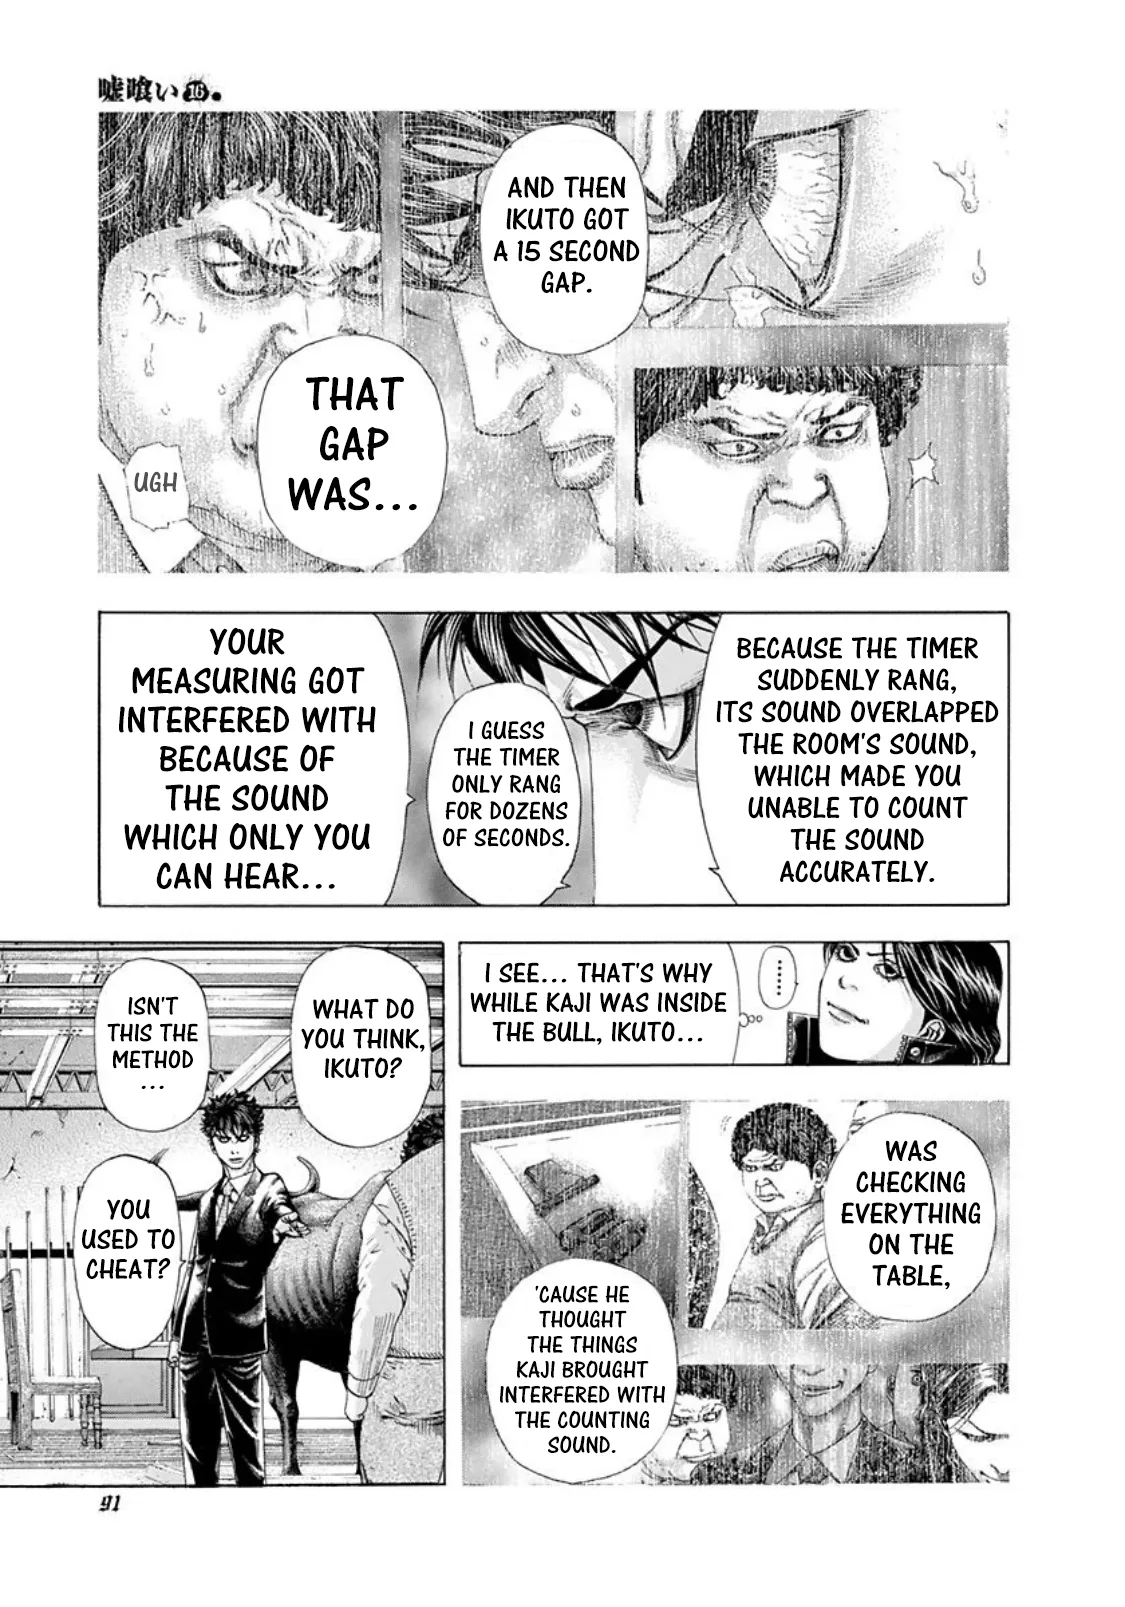 嘘喰い 16
AND THEN
IKUTO GOT
A 15 SECOND
GAP.
THAT
GAP
WAS...
UGH
BECAUSE THE TIMER
SUDDENLY RANG,
ITS SOUND OVERLAPPED
THE ROOM'S SOUND,
WHICH MADE YOU
UNABLE TO COUNT
THE SOUND
ACCURATELY.
I GUESS
THE TIMER
ONLY RANG
FOR DOZENS
OF SECONDS.
YOUR
MEASURING GOT
INTERFERED WITH
BECAUSE OF
THE SOUND
WHICH ONLY YOU
CAN HEAR...
......
I SEE... THAT'S WHY
WHILE KAJI WAS INSIDE
THE BULL, IKUTO...
WAS
CHECKING
EVERYTHING
ON THE
TABLE,
'CAUSE HE
THOUGHT
THE THINGS
KAJI BROUGHT
INTERFERED WITH
THE COUNTING
SOUND.
WHAT DO
YOU THINK,
IKUTO?
ISN'T
THIS THE
METHOD
...
YOU
USED TO
CHEAT?
91